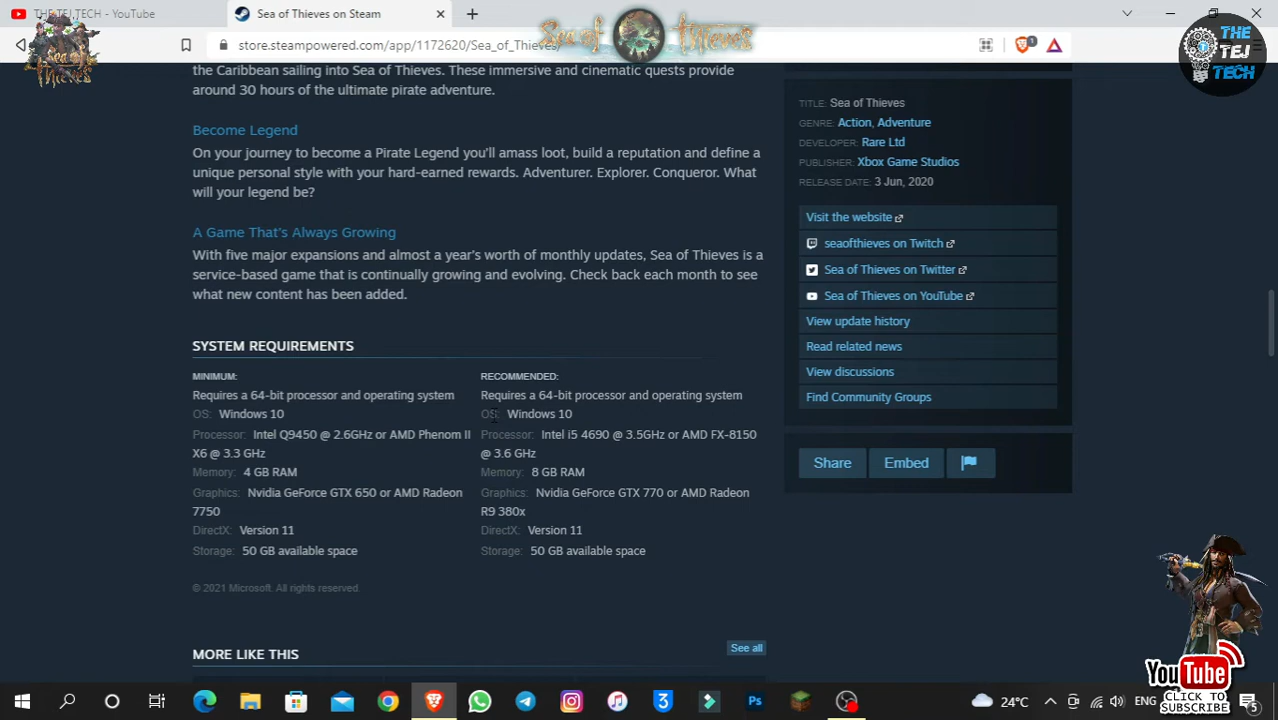 THE TEJ TECH - YouTube
Sea of Thieves on Steam
store.steampowered.com/app/1172620/Sea_of_Thieves/
Sea of Thieves
1
THE TEJ TECH
Sea of Thieves
the Caribbean sailing into Sea of Thieves. These immersive and cinematic quests provide
around 30 hours of the ultimate pirate adventure.
Become Legend
On your journey to become a Pirate Legend you'll amass loot, build a reputation and define a
unique personal style with your hard-earned rewards. Adventurer. Explorer. Conqueror. What
will your legend be?
A Game That's Always Growing
With five major expansions and almost a year's worth of monthly updates, Sea of Thieves is a
service-based game that is continually growing and evolving. Check back each month to see
what new content has been added.
SYSTEM REQUIREMENTS
MINIMUM:
Requires a 64-bit processor and operating system
OS: Windows 10
Processor: Intel Q9450 @ 2.6GHz or AMD Phenom II
X6 @ 3.3 GHz
Memory: 4 GB RAM
Graphics: Nvidia GeForce GTX 650 or AMD Radeon
7750
DirectX: Version 11
Storage: 50 GB available space
RECOMMENDED:
Requires a 64-bit processor and operating system
OS: Windows 10
Processor: Intel i5 4690 @ 3.5GHz or AMD FX-8150
@ 3.6 GHz
Memory: 8 GB RAM
Graphics: Nvidia GeForce GTX 770 or AMD Radeon
R9 380x
DirectX: Version 11
Storage: 50 GB available space
© 2021 Microsoft. All rights reserved.
MORE LIKE THIS
See all
TITLE: Sea of Thieves
GENRE: Action, Adventure
DEVELOPER: Rare Ltd
PUBLISHER: Xbox Game Studios
RELEASE DATE: 3 Jun, 2020
Visit the website
seaofthieves on Twitch
Sea of Thieves on Twitter
Sea of Thieves on YouTube
View update history
Read related news
View discussions
Find Community Groups
Share
Embed
YouTube
CLICK TO
SUBSCRIBE
3
Ps
24°C
ENG
5